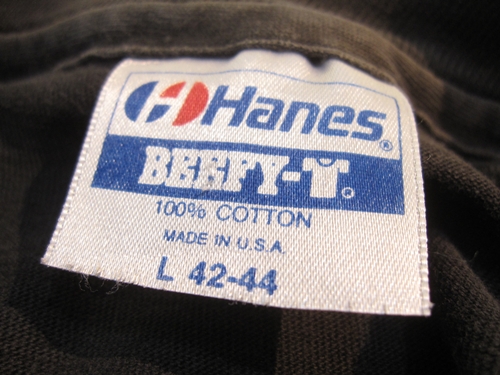 Hanes®
BEEFY-T®
100% COTTON
MADE IN U.S.A.
L 42-44